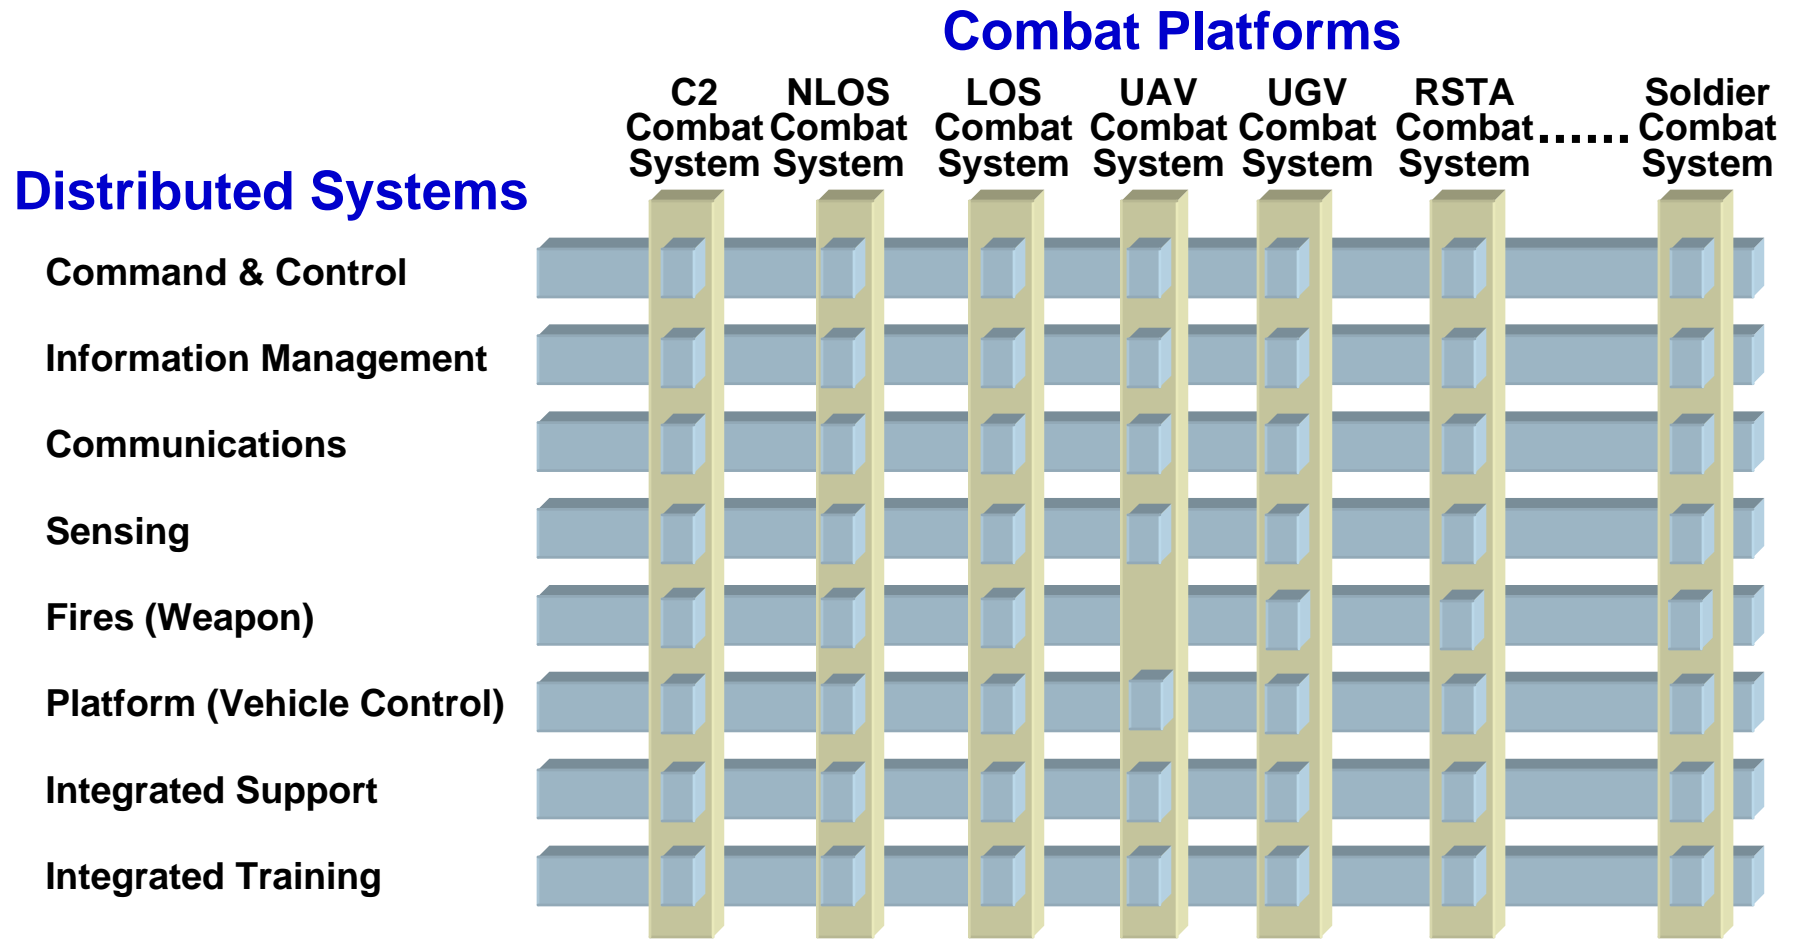 Combat Platforms
C2 NLOS LOS UAV UGV RSTA Soldier
Combat Combat Combat Combat Combat Combat ...... Combat
System System System System System System System
Distributed Systems
Command & Control
Information Management
Communications
Sensing
Fires (Weapon)
Platform (Vehicle Control)
Integrated Support
Integrated Training